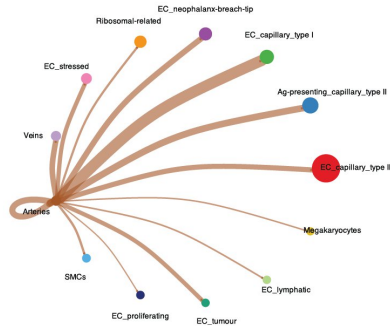 EC_neophalanx-breach-tip
Ribosomal-related
EC_capillary_type I
EC_stressed
Ag-presenting_capillary_type II
Veins
EC_capillary_type II
Arteries
Megakaryocytes
SMCs
EC_lymphatic
EC_proliferating
EC_tumour